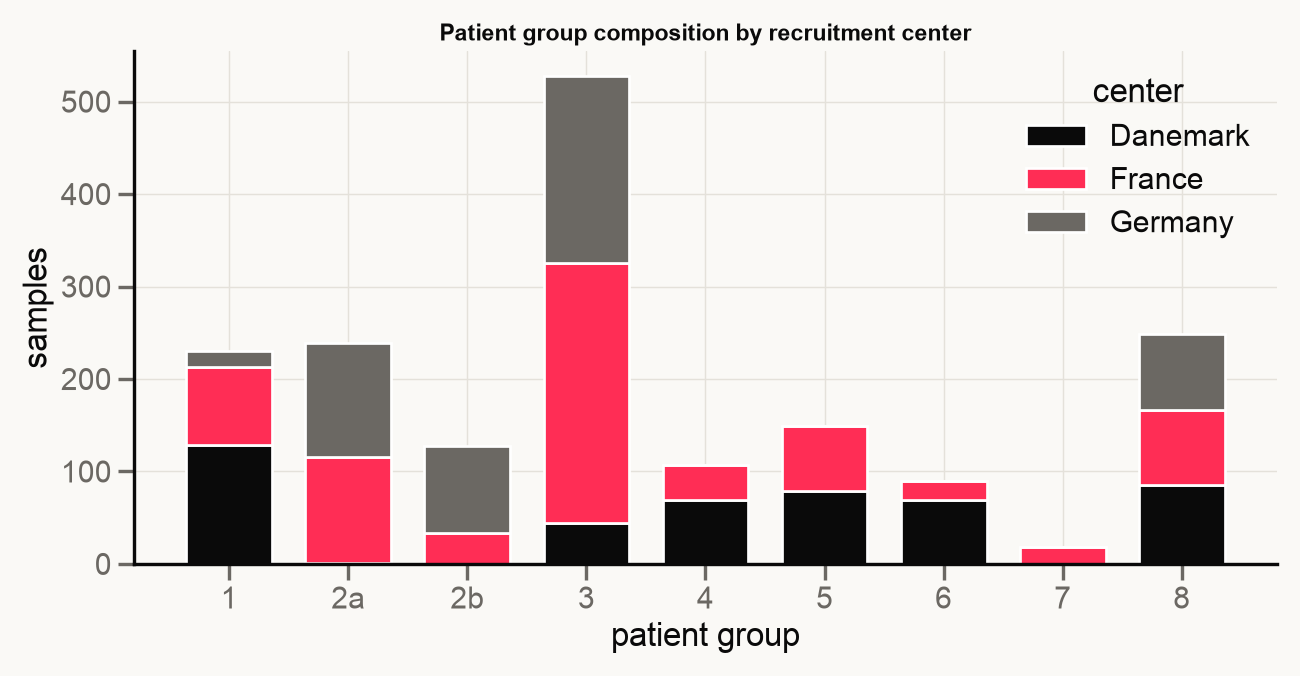 Patient group composition by recruitment center
center
Danemark
France
Germany
samples
500
400
300
200
100
0
1 2a 2b 3 4 5 6 7 8
patient group